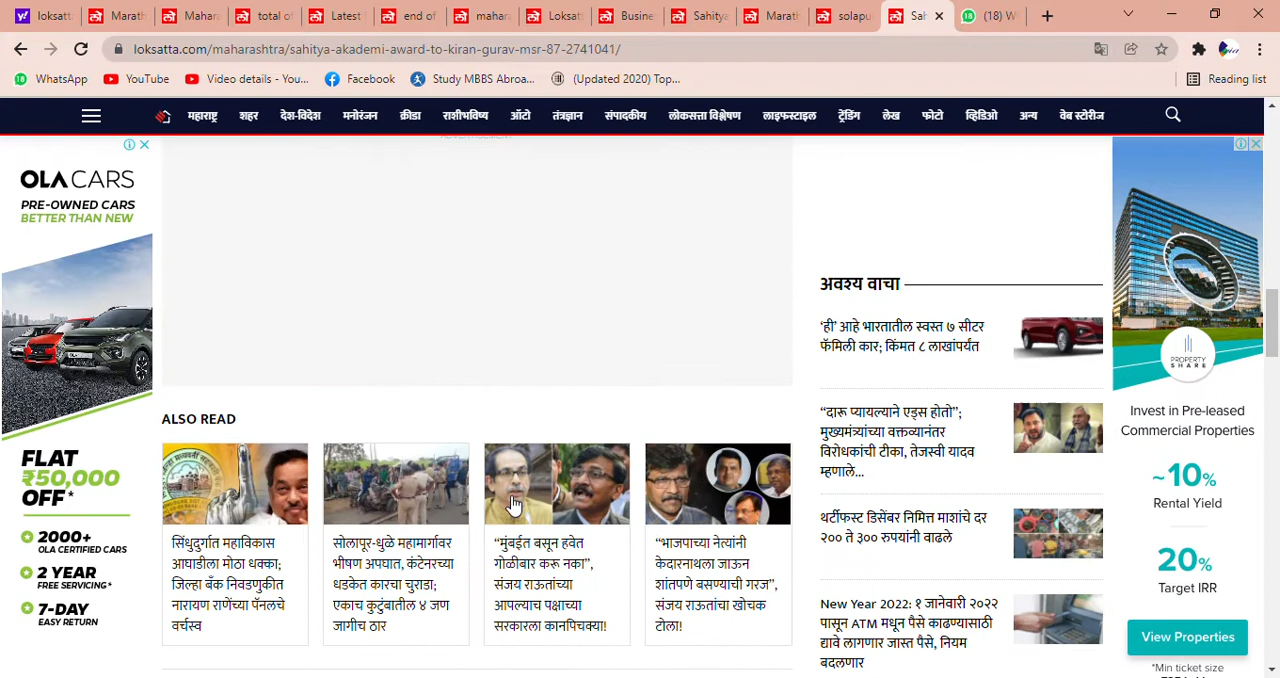 loksatt
Marath
Mahara
total of
Latest
end of
mahar
Loksatt
Busine
Sahitya
Marath
solapu
Sah
(18) W
loksatta.com/maharashtra/sahitya-akademi-award-to-kiran-gurav-msr-87-2741041/
WhatsApp
YouTube
Video details - You...
Facebook
Study MBBS Abroa...
(Updated 2020) Top...
Reading list
महाराष्ट्र
शहर
देश-विदेश
मनोरंजन
क्रीडा
राशीभविष्य
ऑटो
तंत्रज्ञान
संपादकीय
लोकसत्ता विश्लेषण
लाइफस्टाइल
ट्रेंडिंग
लेख
फोटो
व्हिडिओ
अन्य
वेब स्टोरीज
ADVERTISEMENT
OLA CARS
PRE-OWNED CARS
BETTER THAN NEW
FLAT
₹50,000
OFF*
2000+
OLA CERTIFIED CARS
2 YEAR
FREE SERVICING*
7-DAY
EASY RETURN
ALSO READ
सिंधुदुर्गात महाविकास
आघाडीला मोठा धक्का;
जिल्हा बँक निवडणुकीत
नारायण राणेंच्या पॅनलचे
वर्चस्व
सोलापूर-धुळे महामार्गावर
भीषण अपघात, कंटेनरच्या
धडकेत कारचा चुराडा;
एकाच कुटुंबातील ४ जण
जागीच ठार
“मुंबईत बसून हवेत
गोळीबार करू नका”,
संजय राऊतांच्या
आपल्याच पक्षाच्या
सरकारला कानपिचक्या!
“भाजपाच्या नेत्यांनी
केदारनाथला जाऊन
शांतपणे बसण्याची गरज”,
संजय राऊतांचा खोचक
टोला!
अवश्य वाचा
‘ही’ आहे भारतातील स्वस्त ७ सीटर
फॅमिली कार; किंमत ८ लाखांपर्यंत
“दारू प्यायल्याने एड्स होतो”;
मुख्यमंत्र्यांच्या वक्तव्यानंतर
विरोधकांची टीका, तेजस्वी यादव
म्हणाले...
थर्टीफस्ट डिसेंबर निमित्त माशांचे दर
२०० ते ३०० रुपयांनी वाढले
New Year 2022: १ जानेवारी २०२२
पासून ATM मधून पैसे काढण्यासाठी
द्यावे लागणार जास्त पैसे, नियम
बदलणार
PROPERTY
SHARE
Invest in Pre-leased
Commercial Properties
~10%
Rental Yield
20%
Target IRR
View Properties
*Min ticket size